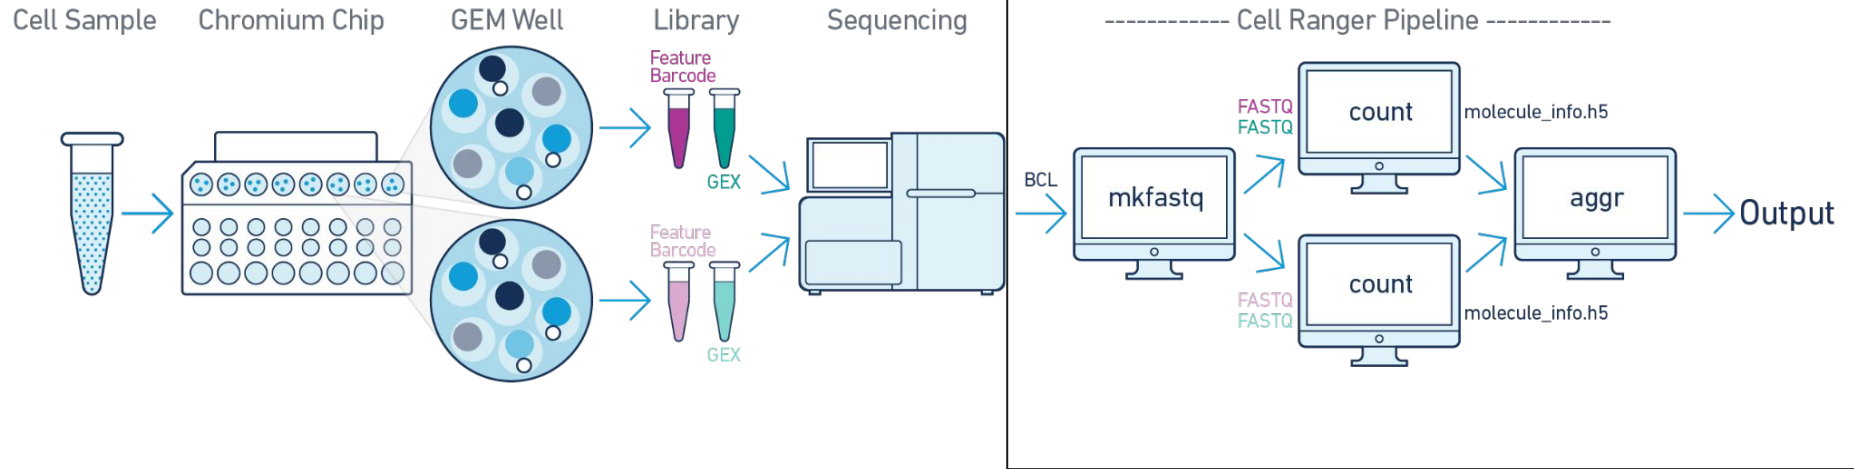 Cell Sample
Chromium Chip
GEM Well
Library
Sequencing
------------ Cell Ranger Pipeline ------------
Feature
Barcode
GEX
Feature
Barcode
GEX
BCL
mkfastq
FASTQ
FASTQ
count
molecule_info.h5
FASTQ
FASTQ
count
molecule_info.h5
aggr
Output